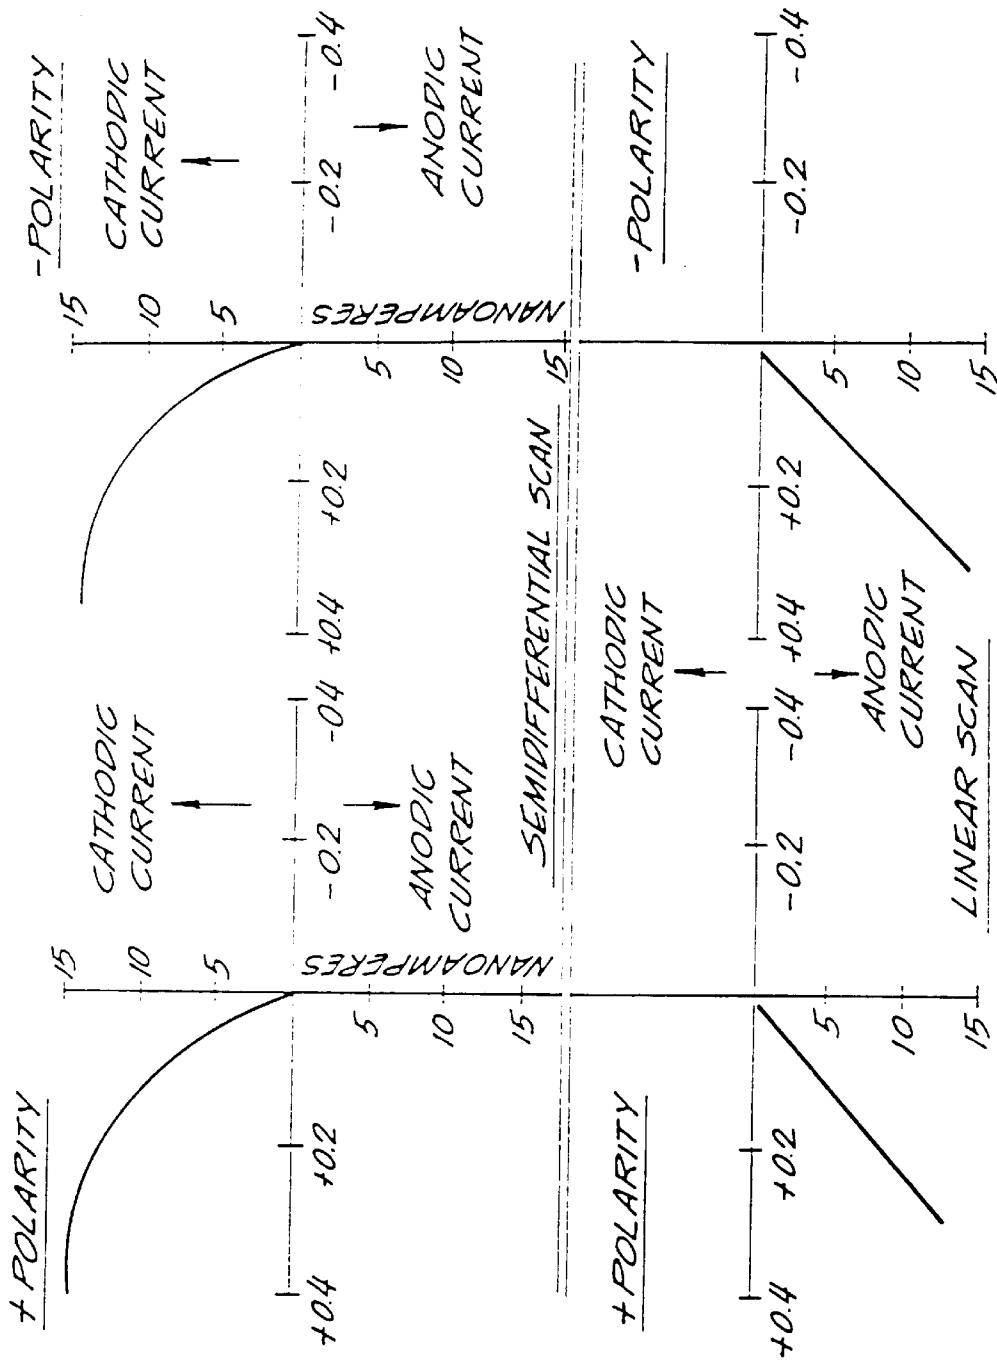 + POLARITY
15
10
5
CATHODIC
CURRENT
+0.4
+0.2
-0.2
-04
5
10
15
NANOAMPERES
ANODIC
CURRENT
-POLARITY
15
10
5
CATHODIC
CURRENT
+0.4
+0.2
-0.2
-0.4
5
10
15
NANOAMPERES
ANODIC
CURRENT
SEMIDIFFERENTIAL SCAN
+ POLARITY
CATHODIC
CURRENT
-POLARITY
+0.4
+0.2
-0.2
-0.4
+0.4
+0.2
-0.2
-0.4
5
10
15
ANODIC
CURRENT
5
10
15
LINEAR SCAN